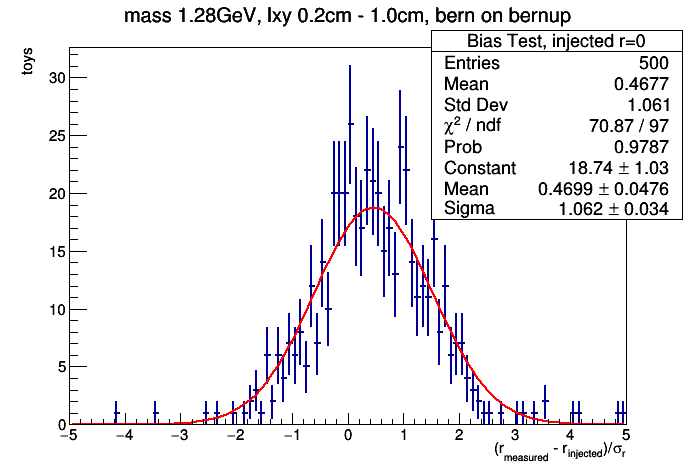 mass 1.28GeV, lxy 0.2cm - 1.0cm, bern on bernup
Bias Test, injected r=0
Entries 500
Mean 0.4677
Std Dev 1.061
χ² / ndf 70.87 / 97
Prob 0.9787
Constant 18.74 ± 1.03
Mean 0.4699 ± 0.0476
Sigma 1.062 ± 0.034
toys
30
25
20
15
10
5
0
−5 −4 −3 −2 −1 0 1 2 3 4 5
(r_measured - r_injected)/σ_r